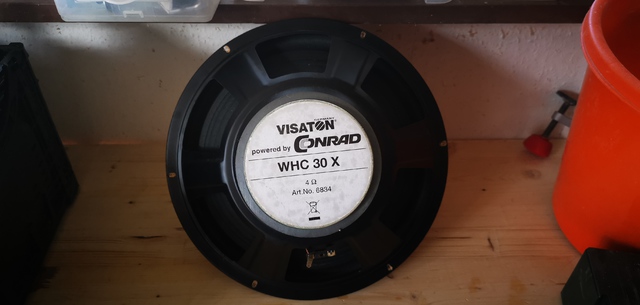 VISATON
powered by CONRAD
WHC 30 X
4 Ω
Art.No. 6834